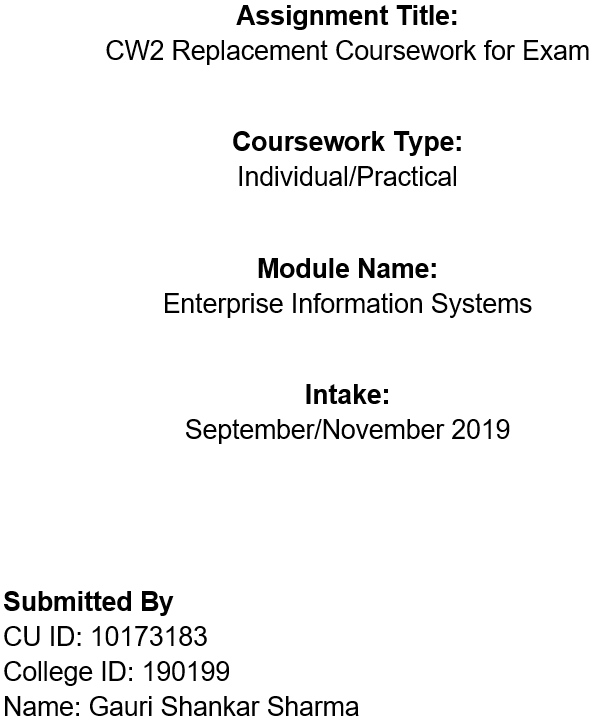 Assignment Title:
CW2 Replacement Coursework for Exam
Coursework Type:
Individual/Practical
Module Name:
Enterprise Information Systems
Intake:
September/November 2019
Submitted By
CU ID: 10173183
College ID: 190199
Name: Gauri Shankar Sharma